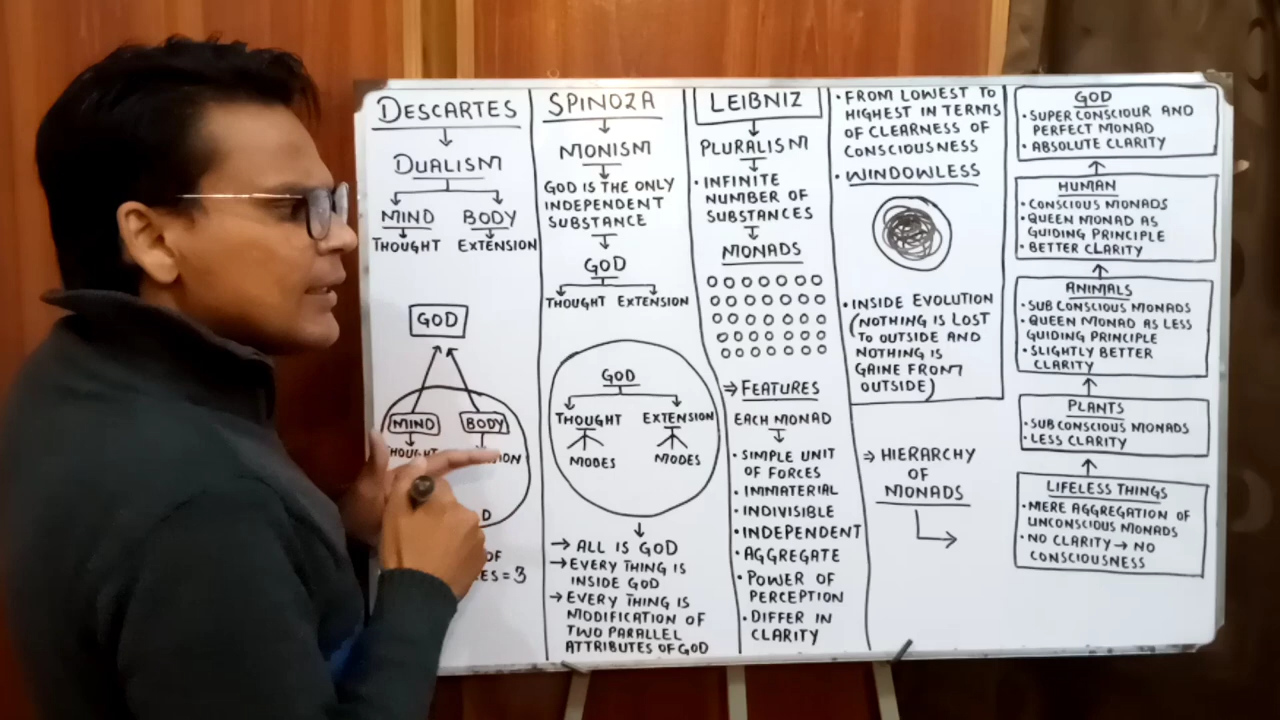 DESCARTES
DUALISM
MIND BODY
THOUGHT EXTENSION
GOD
MIND BODY
D
OF
= 3
SPINOZA
MONISM
GOD IS THE ONLY
INDEPENDENT
SUBSTANCE
GOD
THOUGHT EXTENSION
GOD
THOUGHT EXTENSION
MODES MODES
→ ALL IS GOD
→ EVERY THING IS
INSIDE GOD
→ EVERY THING IS
MODIFICATION OF
TWO PARALLEL
ATTRIBUTES OF GOD
LEIBNIZ
PLURALISM
• INFINITE
NUMBER OF
SUBSTANCES
MONADS
⇒ FEATURES
EACH MONAD
• SIMPLE UNIT
OF FORCES
• IMMATERIAL
• INDIVISIBLE
• INDEPENDENT
• AGGREGATE
• POWER OF
PERCEPTION
• DIFFER IN
CLARITY
• FROM LOWEST TO
HIGHEST IN TERMS
OF CLEARNESS OF
CONSCIOUSNESS
• WINDOWLESS
• INSIDE EVOLUTION
(NOTHING IS LOST
TO OUTSIDE AND
NOTHING IS
GAINE FROM
OUTSIDE)
⇒ HIERARCHY
OF
MONADS
GOD
• SUPER CONSCIOUR AND
PERFECT MONAD
• ABSOLUTE CLARITY
HUMAN
• CONSCIOUS MONADS
• QUEEN MONAD AS
GUIDING PRINCIPLE
• BETTER CLARITY
ANIMALS
• SUB CONSCIOUS MONADS
• QUEEN MONAD AS LESS
GUIDING PRINCIPLE
• SLIGHTLY BETTER
CLARITY
PLANTS
• SUB CONSCIOUS MONADS
• LESS CLARITY
LIFELESS THINGS
• MERE AGGREGATION OF
UNCONSCIOUS MONADS
• NO CLARITY → NO
CONSCIOUSNESS